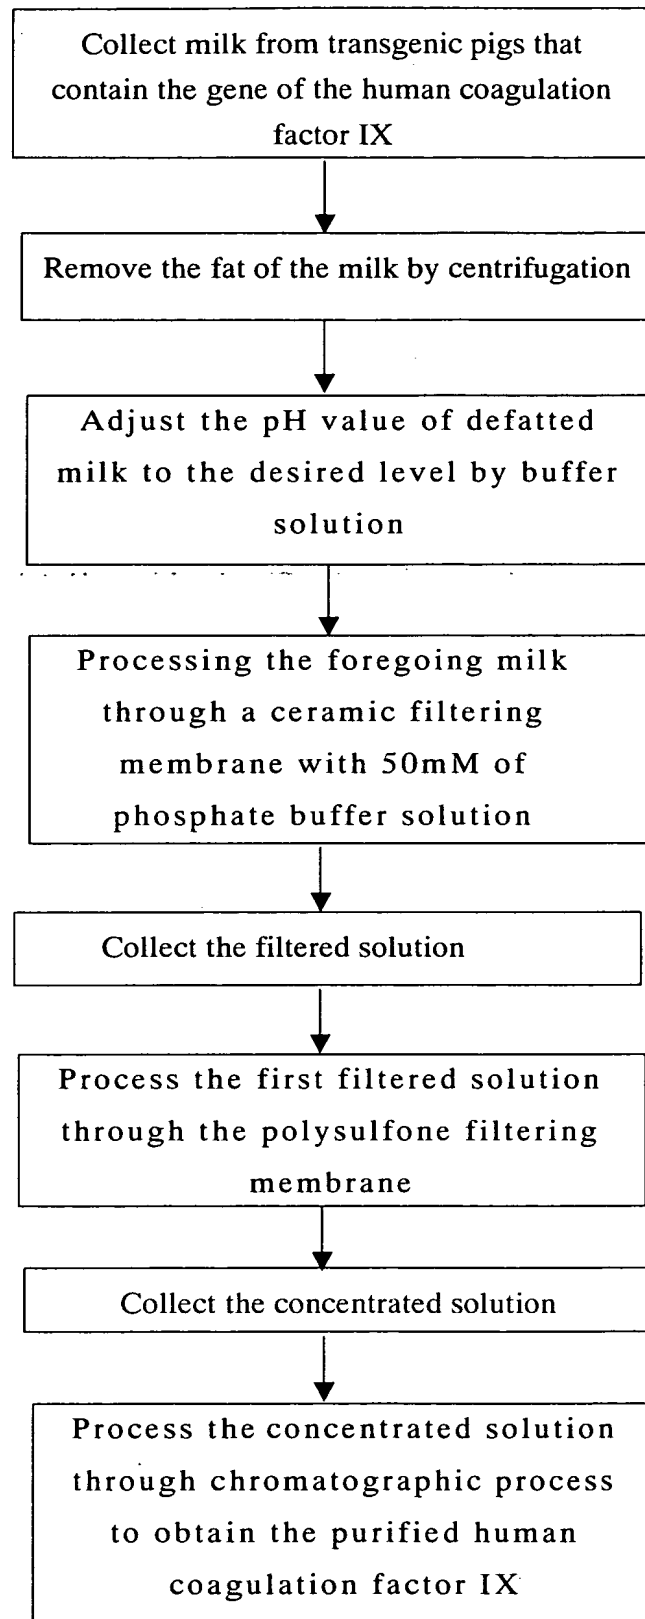 Collect milk from transgenic pigs that
contain the gene of the human coagulation
factor IX
Remove the fat of the milk by centrifugation
Adjust the pH value of defatted
milk to the desired level by buffer
solution
Processing the foregoing milk
through a ceramic filtering
membrane with 50mM of
phosphate buffer solution
Collect the filtered solution
Process the first filtered solution
through the polysulfone filtering
membrane
Collect the concentrated solution
Process the concentrated solution
through chromatographic process
to obtain the purified human
coagulation factor IX